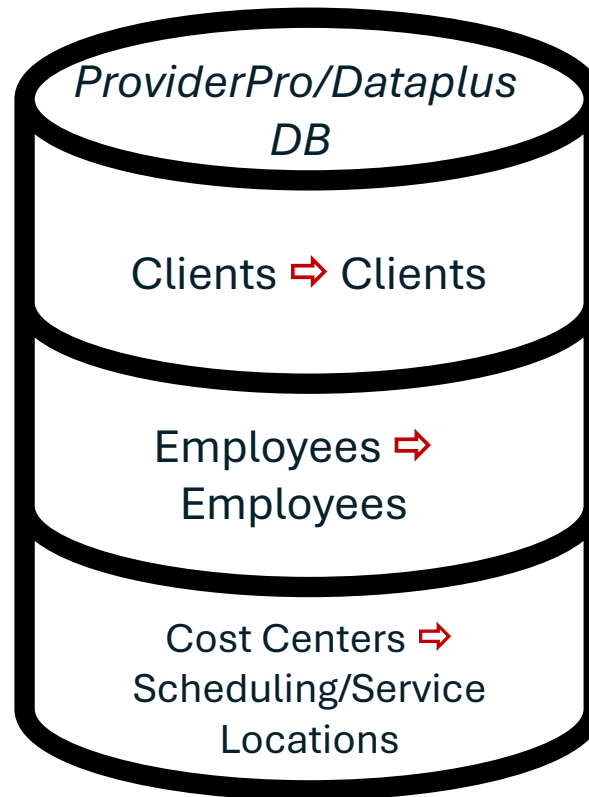 ProviderPro/Dataplus
DB
Clients ⇨ Clients
Employees ⇨
Employees
Cost Centers ⇨
Scheduling/Service
Locations